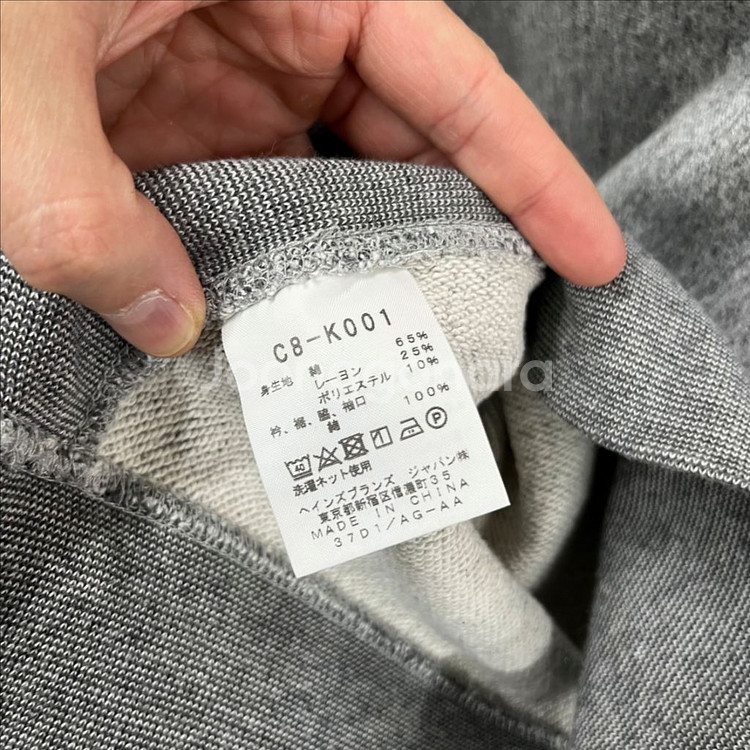 C8-K001
身生地 綿 65%
レーヨン 25%
ポリエステル 10%
衿、裾、脇、袖口
綿 100%
40 P
洗濯ネット使用
ヘインズブランズ ジャパン㈱
東京都新宿区信濃町35
MADE IN CHINA
37D1/AG-AA